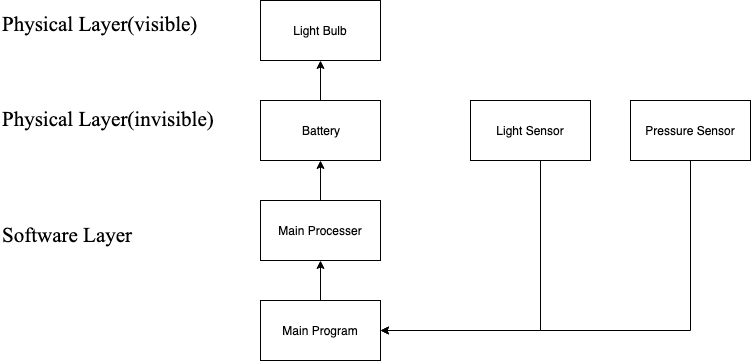 Physical Layer(visible)
Light Bulb
Physical Layer(invisible)
Battery
Light Sensor
Pressure Sensor
Software Layer
Main Processer
Main Program